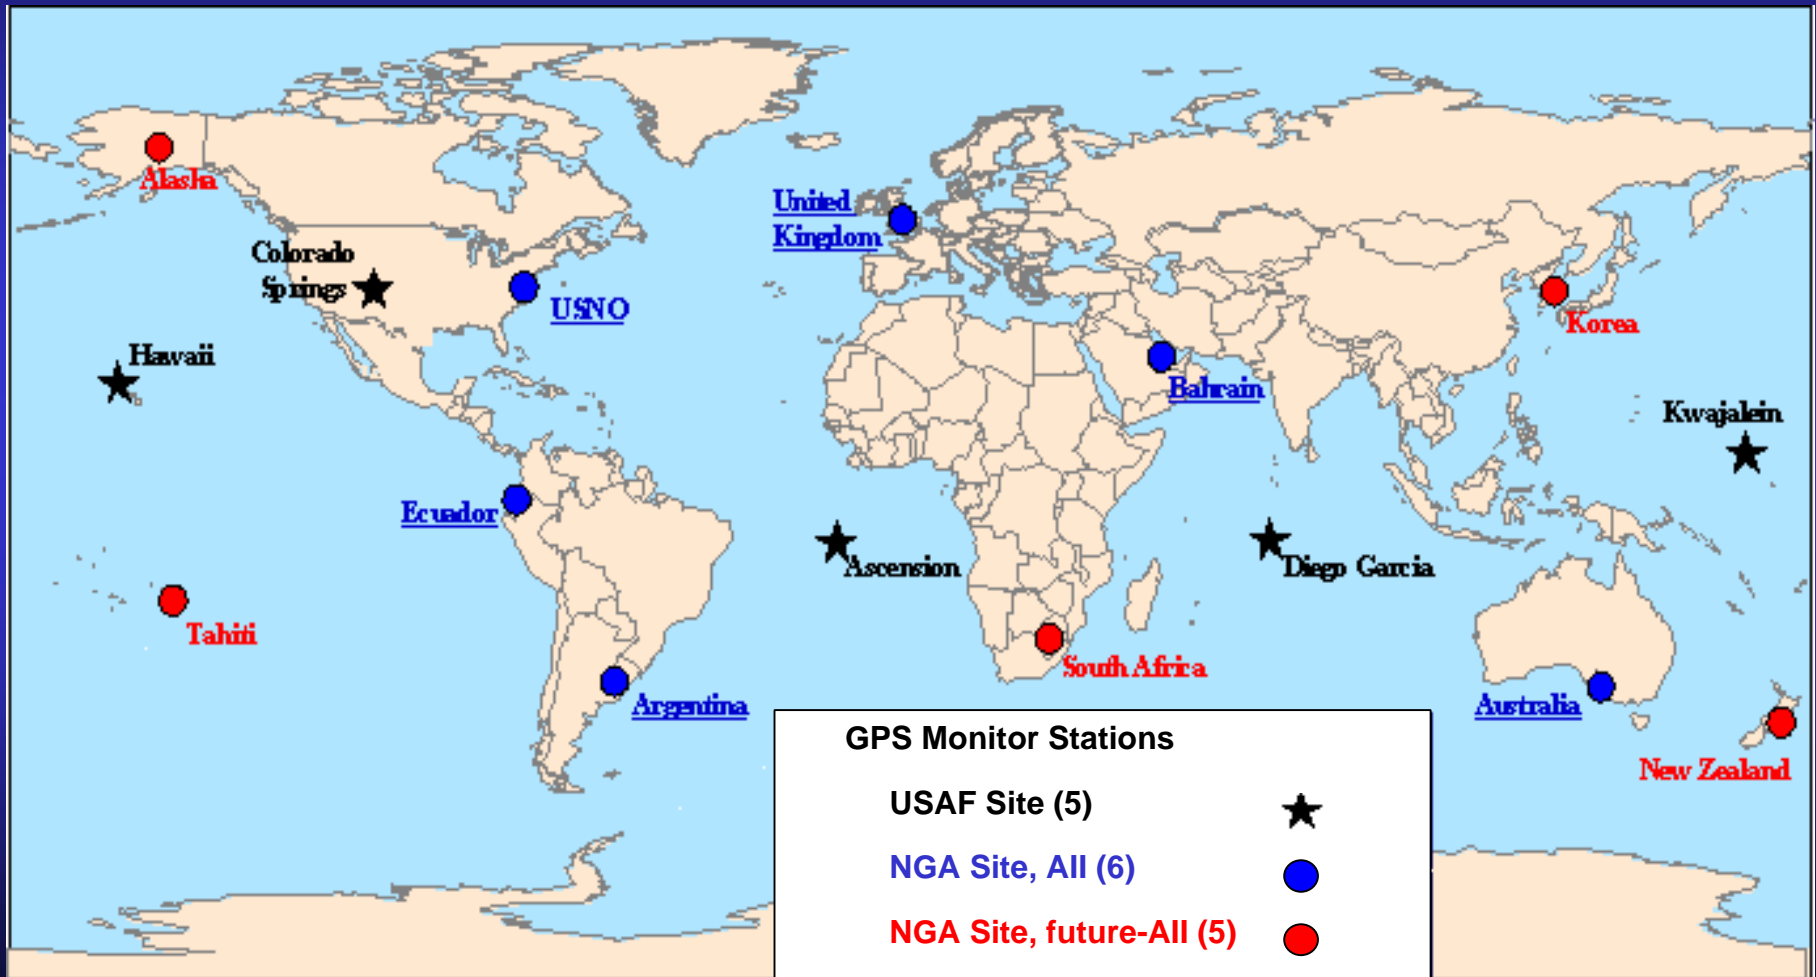 Alaska
United
Kingdom
Colorado
Springs
USNO
Korea
Hawaii
Bahrain
Kwajalein
Ecuador
Ascension
Diego Garcia
Tahiti
South Africa
Argentina
Australia
New Zealand
GPS Monitor Stations
USAF Site (5)
NGA Site, All (6)
NGA Site, future-All (5)